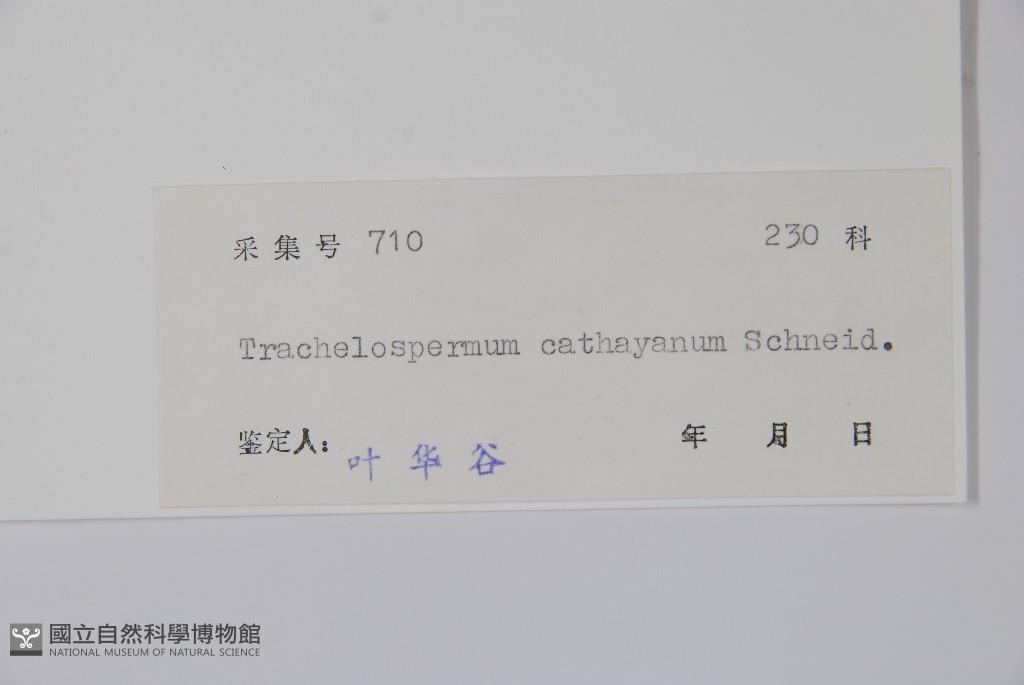 采集号 710 230 科
Trachelospermum cathayanum Schneid.
鉴定人: 叶华谷 年 月 日
國立自然科學博物館
NATIONAL MUSEUM OF NATURAL SCIENCE